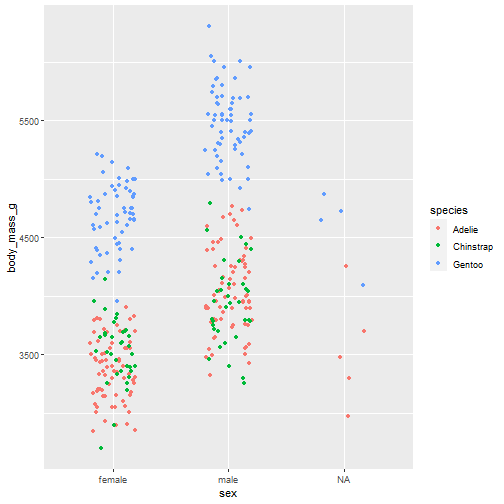 5500
4500
3500
body_mass_g
female
male
NA
sex
species
Adelie
Chinstrap
Gentoo